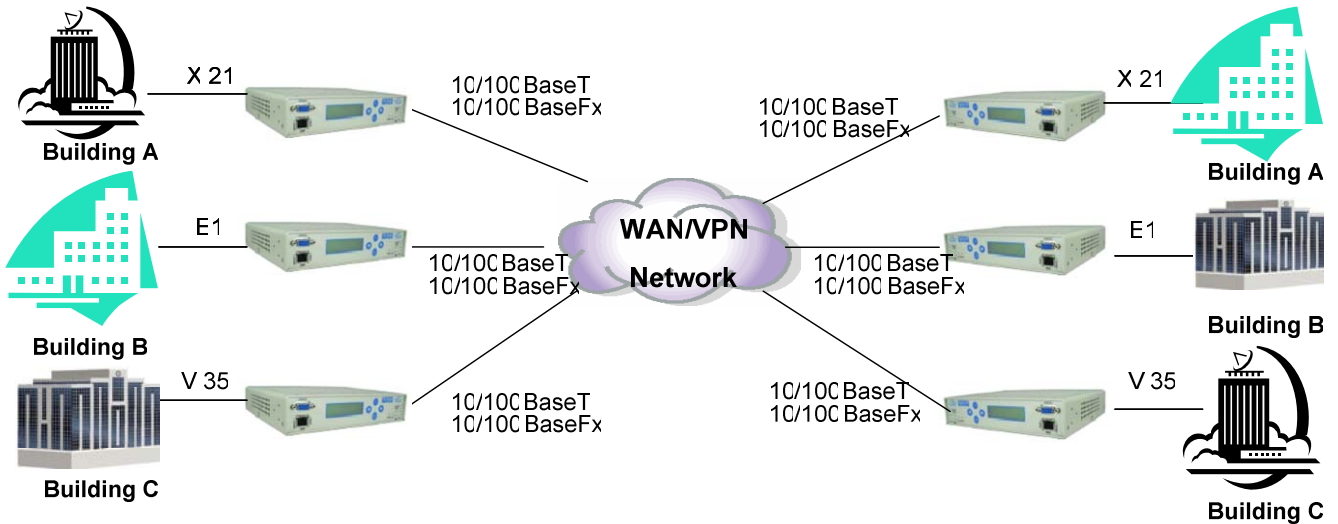 X 21
10/100 BaseT
10/100 BaseFx
Building A
E1
10/100 BaseT
10/100 BaseFx
Building B
V 35
10/100 BaseT
10/100 BaseFx
Building C
WAN/VPN
Network
10/100 BaseT
10/100 BaseFx
X 21
Building A
10/100 BaseT
10/100 BaseFx
E1
Building B
10/100 BaseT
10/100 BaseFx
V 35
Building C